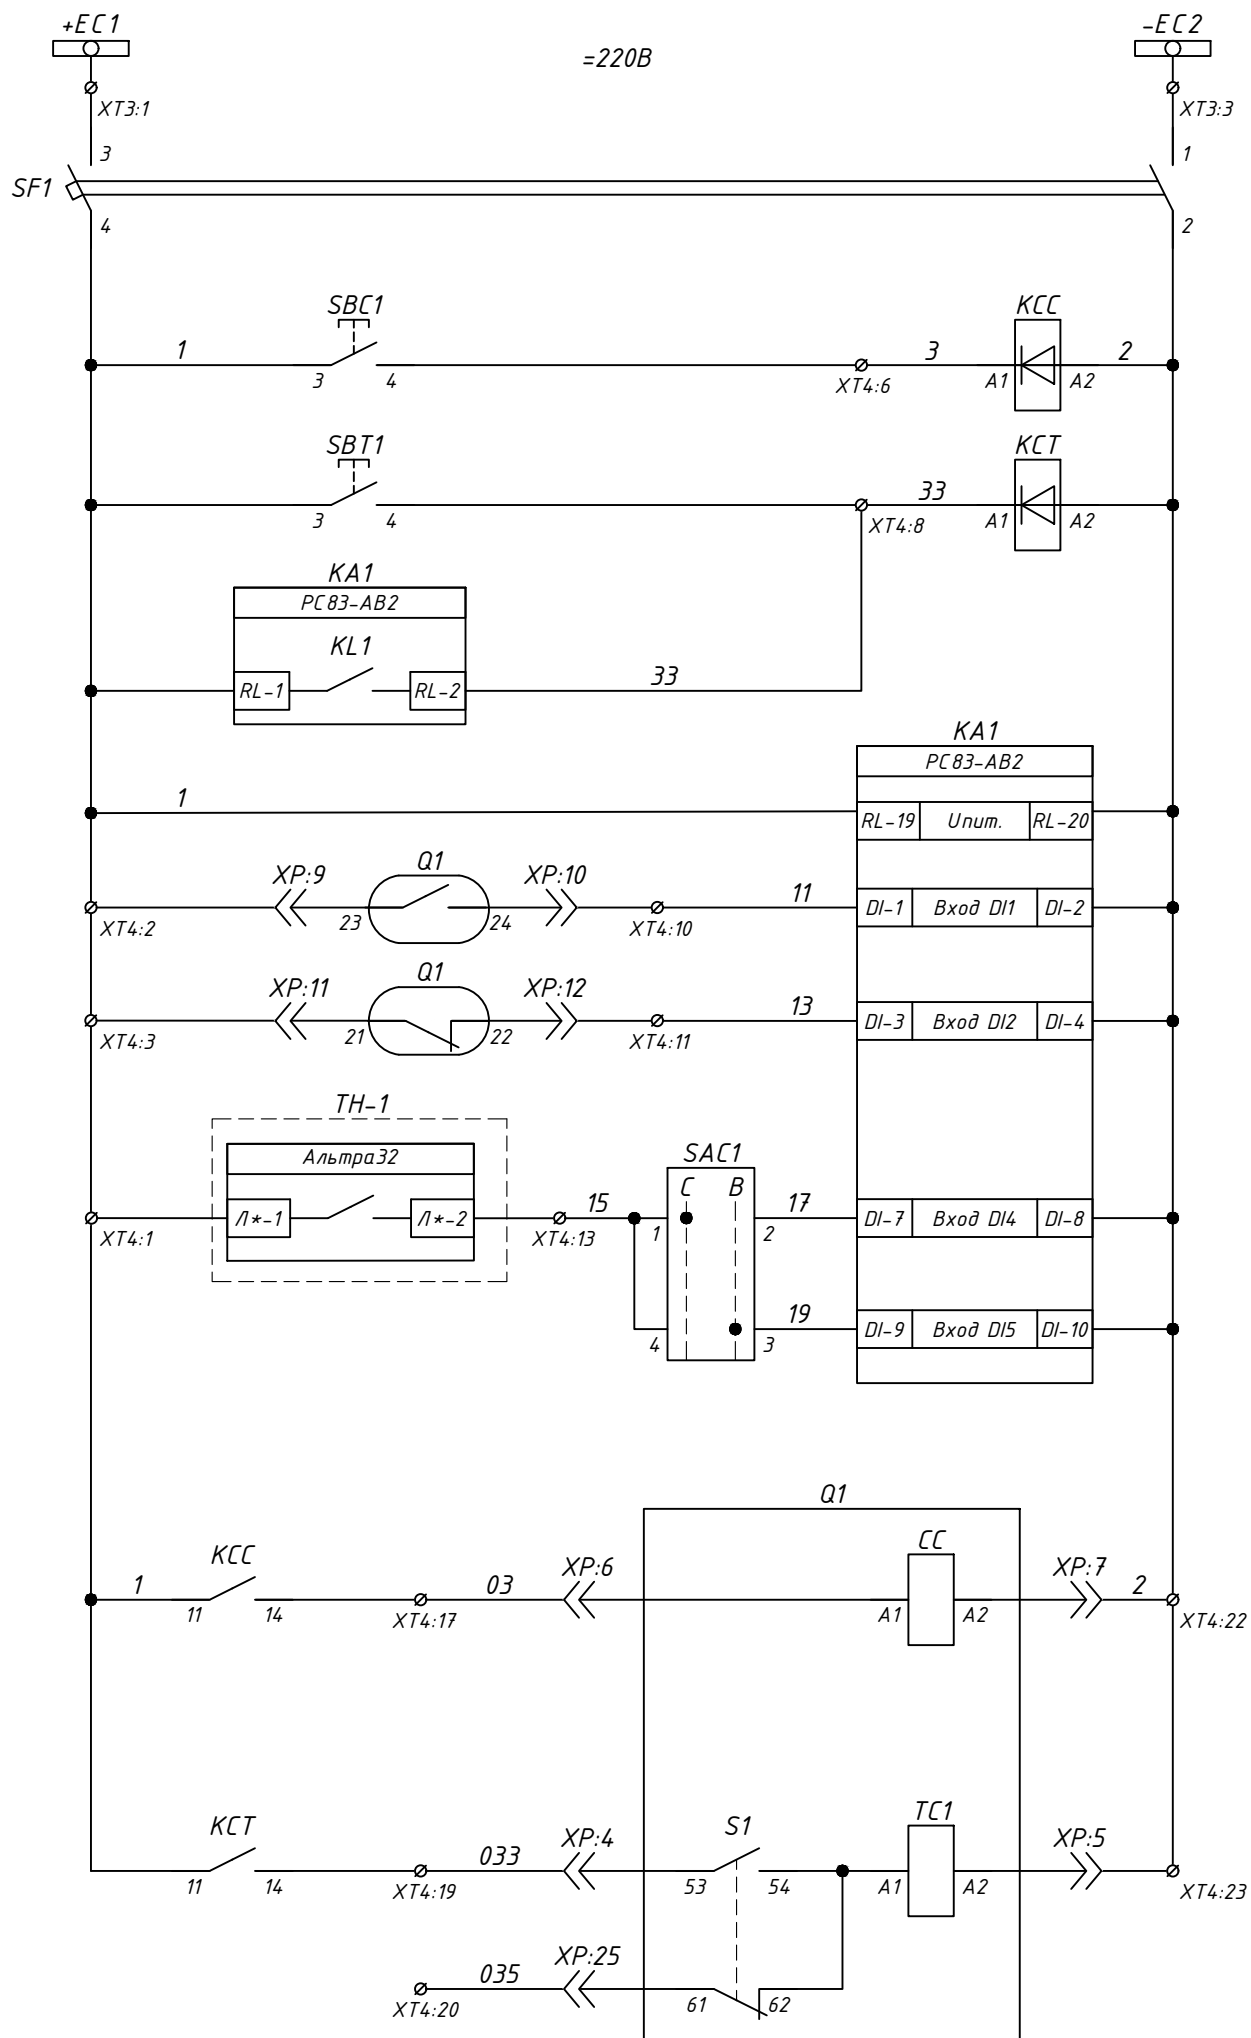 +EC1
-EC2
=220В
XT3:1
XT3:3
3
1
SF1
4
2
SBC1
KCC
1
3
2
3
4
XT4:6
A1
A2
SBT1
KCT
33
3
4
XT4:8
A1
A2
KA1
РС83-АВ2
KL1
RL-1
RL-2
33
KA1
РС83-АВ2
1
RL-19
Uпит.
RL-20
XP:9
Q1
XP:10
11
DI-1
Вход DI1
DI-2
XT4:2
23
24
XT4:10
XP:11
Q1
XP:12
13
DI-3
Вход DI2
DI-4
XT4:3
21
22
XT4:11
ТН-1
Альтра32
SAC1
C
B
Л*-1
Л*-2
15
17
DI-7
Вход DI4
DI-8
XT4:1
XT4:13
1
2
19
DI-9
Вход DI5
DI-10
4
3
Q1
KCC
XP:6
CC
XP:7
1
03
2
11
14
XT4:17
A1
A2
XT4:22
KCT
XP:4
S1
TC1
XP:5
033
11
14
XT4:19
53
54
A1
A2
XT4:23
XP:25
035
XT4:20
61
62